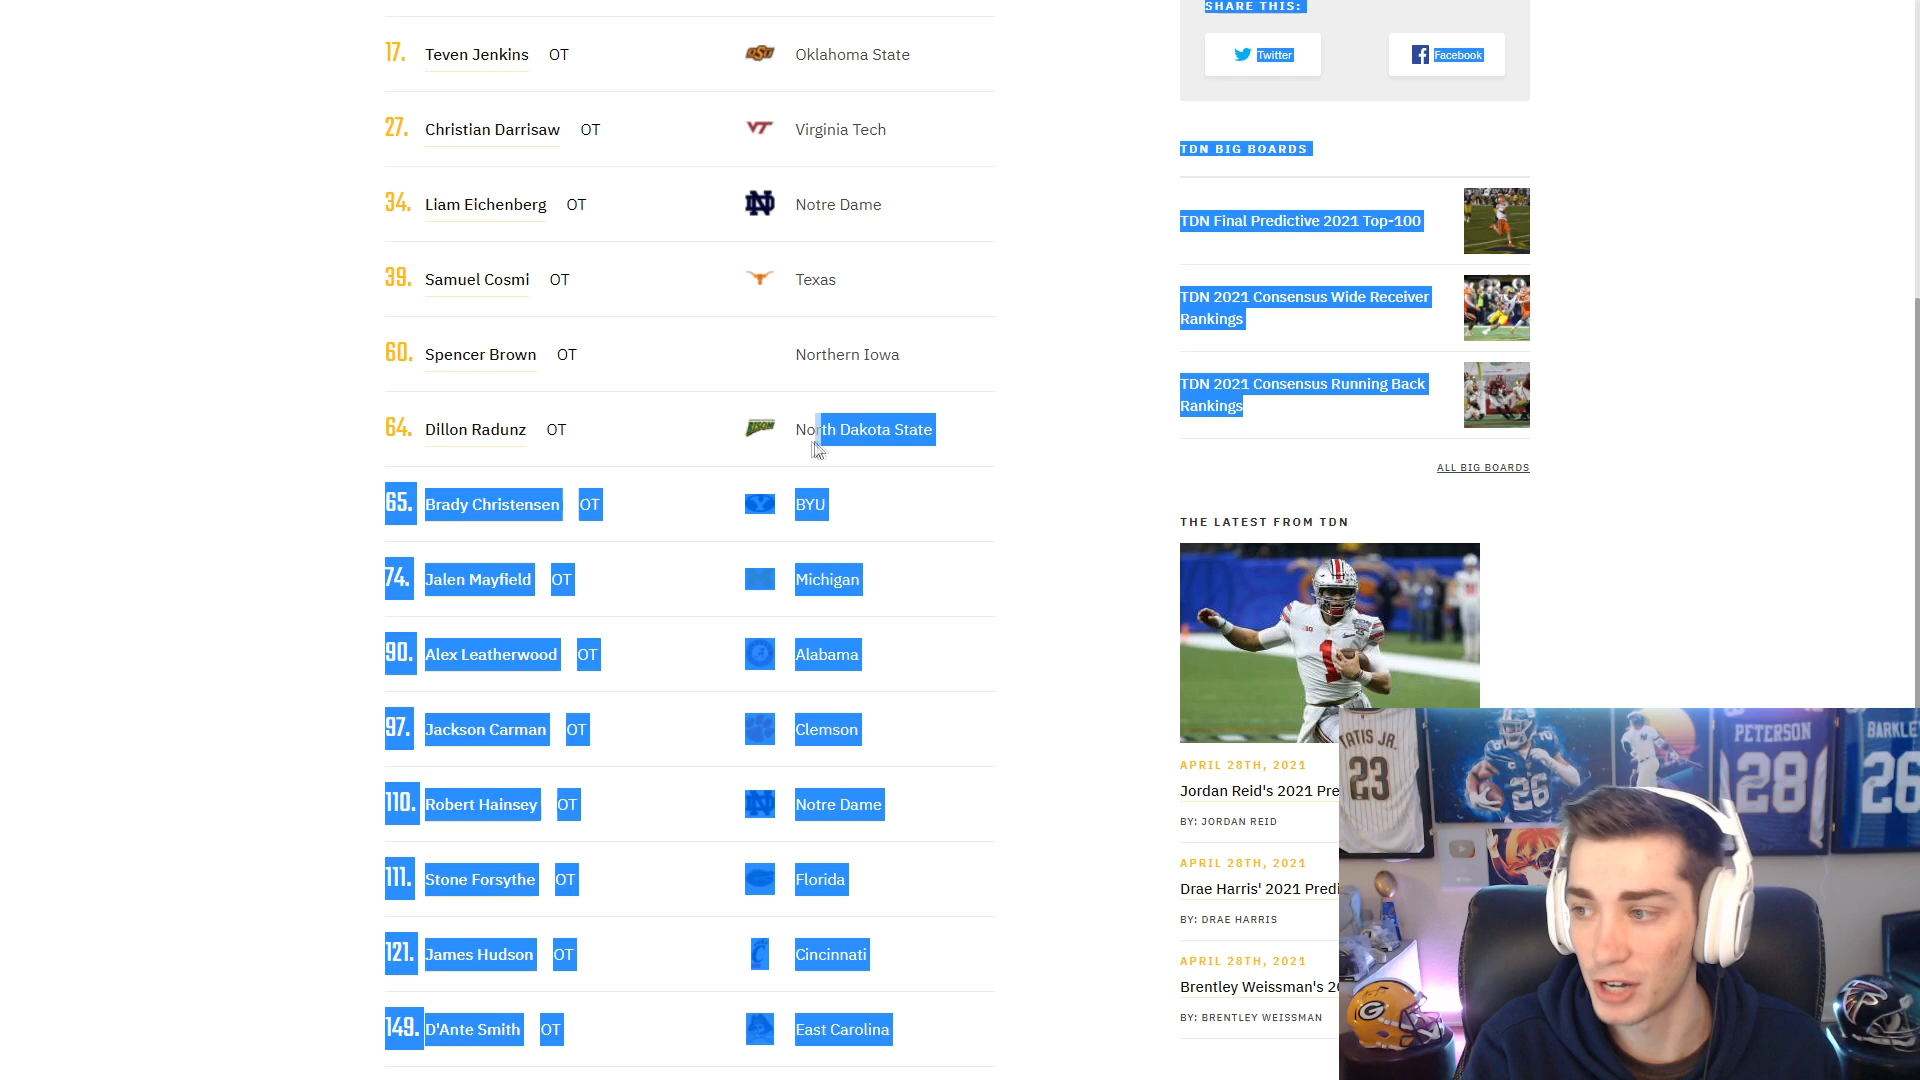 17. Teven Jenkins OT Oklahoma State
27. Christian Darrisaw OT VT Virginia Tech
34. Liam Eichenberg OT Notre Dame
39. Samuel Cosmi OT Texas
60. Spencer Brown OT Northern Iowa
64. Dillon Radunz OT BISON North Dakota State
65. Brady Christensen OT BYU
74. Jalen Mayfield OT Michigan
90. Alex Leatherwood OT Alabama
97. Jackson Carman OT Clemson
110. Robert Hainsey OT Notre Dame
111. Stone Forsythe OT Florida
121. James Hudson OT Cincinnati
149. D'Ante Smith OT East Carolina
SHARE THIS:
Twitter
Facebook
TDN BIG BOARDS
TDN Final Predictive 2021 Top-100
TDN 2021 Consensus Wide Receiver
Rankings
TDN 2021 Consensus Running Back
Rankings
ALL BIG BOARDS
THE LATEST FROM TDN
1
APRIL 28TH, 2021
Jordan Reid's 2021 Pre
BY: JORDAN REID
APRIL 28TH, 2021
Drae Harris' 2021 Predi
BY: DRAE HARRIS
APRIL 28TH, 2021
Brentley Weissman's 20
BY: BRENTLEY WEISSMAN
TATIS JR.
23
26
PETERSON
28
BARKLE
26
G